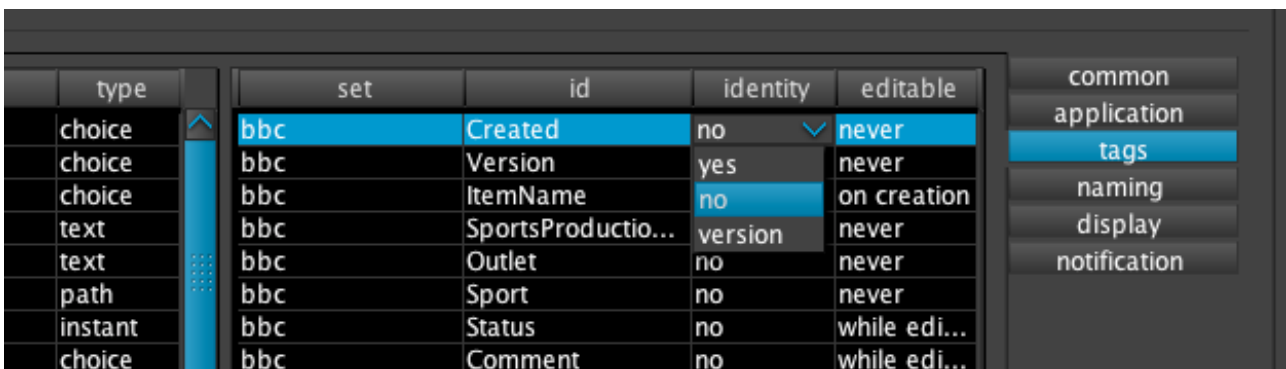 type set id identity editable common
application
choice bbc Created no never
tags
choice bbc Version yes never
naming
choice bbc ItemName no on creation
display
text bbc SportsProductio... version never
notification
text bbc Outlet no never
path bbc Sport no never
instant bbc Status no while edi...
choice bbc Comment no while edi...